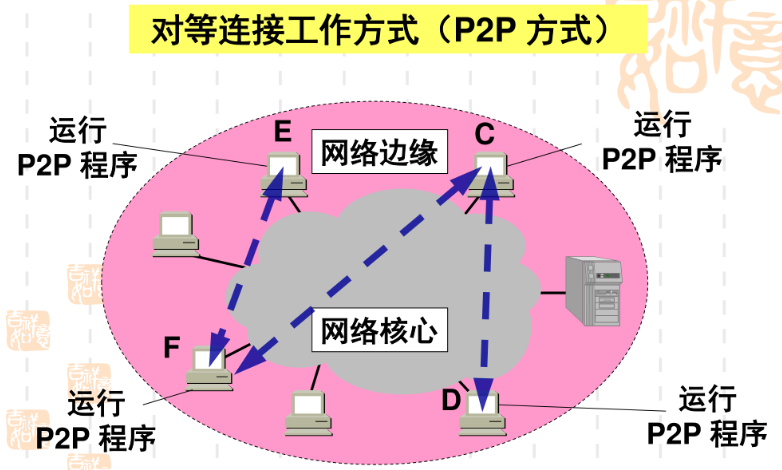 对等连接工作方式（P2P 方式）
运行
P2P 程序
E
网络边缘
C
运行
P2P 程序
网络核心
F
运行
P2P 程序
D
运行
P2P 程序